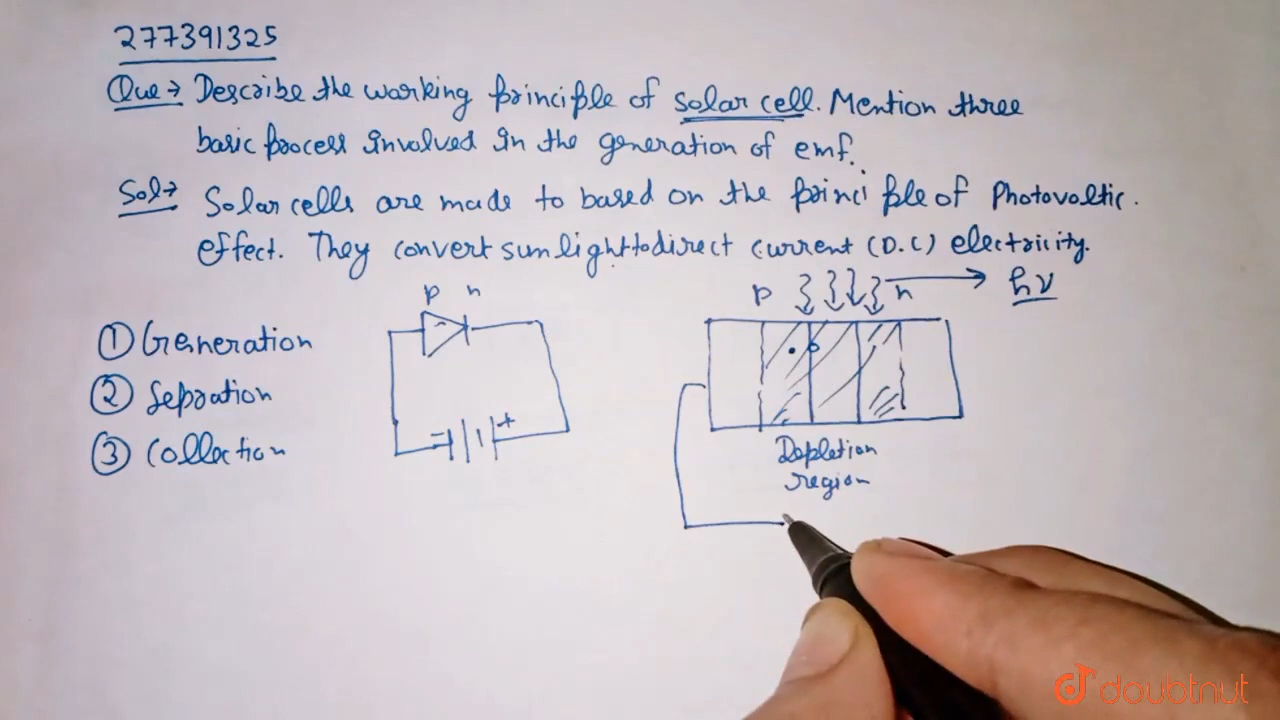 277391325
Que → Describe the working principle of solar cell. Mention three
basic process involved in the generation of emf.
Sol → Solar cells are made to based on the principle of Photovoltic.
effect. They convert sunlight to direct current (D.C) electricity.
p n
p n hν
① Generation
② Sepration
③ Collection
- +
Depletion
region
doubtnut